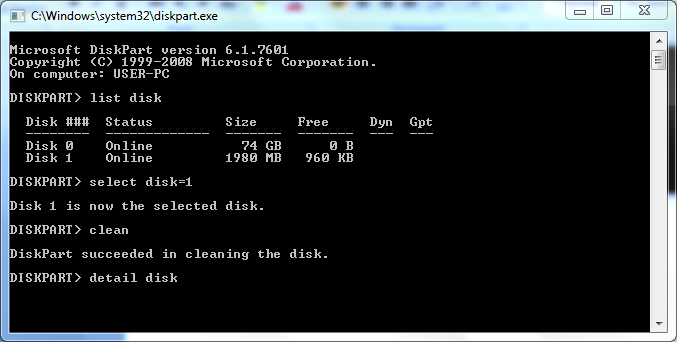 C:\Windows\system32\diskpart.exe
Microsoft DiskPart version 6.1.7601
Copyright (C) 1999-2008 Microsoft Corporation.
On computer: USER-PC
DISKPART> list disk
Disk ###  Status         Size     Free     Dyn  Gpt
--------  -------------  -------  -------  ---  ---
Disk 0    Online           74 GB      0 B
Disk 1    Online         1980 MB   960 KB
DISKPART> select disk=1
Disk 1 is now the selected disk.
DISKPART> clean
DiskPart succeeded in cleaning the disk.
DISKPART> detail disk